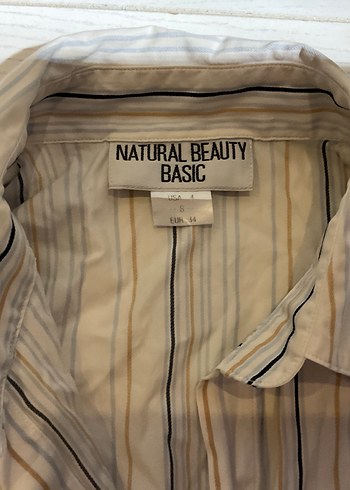 NATURAL BEAUTY
BASIC
USA 4
S
EUR 34